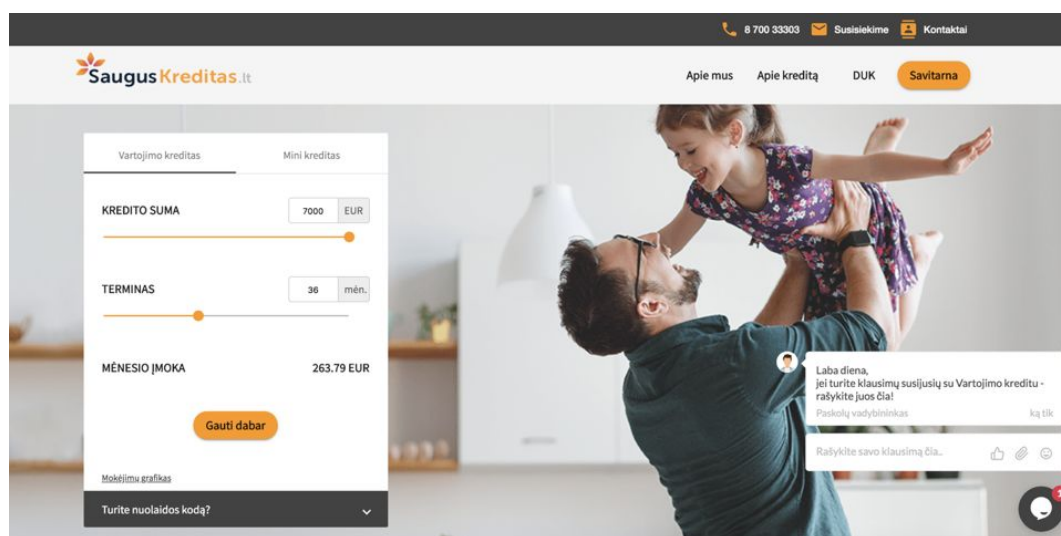 8 700 33303 Susisiekime Kontaktai
SaugusKreditas.lt
Apie mus Apie kreditą DUK Savitarna
Vartojimo kreditas Mini kreditas
KREDITO SUMA 7000 EUR
TERMINAS 36 mėn.
MĖNESIO ĮMOKA 263.79 EUR
Gauti dabar
Mokėjimų grafikas
Turite nuolaidos kodą?
Laba diena,
jei turite klausimų susijusių su Vartojimo kreditu -
rašykite juos čia!
Paskolų vadybininkas ką tik
Rašykite savo klausimą čia..